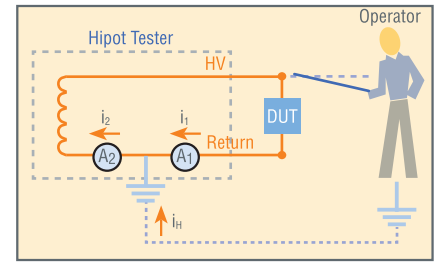 Operator
Hipot Tester
HV
i2
i1
DUT
A2
A1
Return
iH